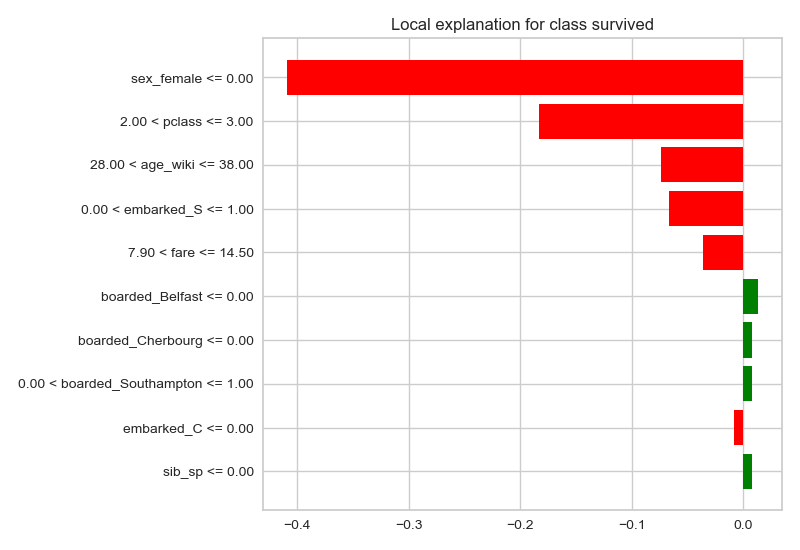 Local explanation for class survived
sex_female <= 0.00
2.00 < pclass <= 3.00
28.00 < age_wiki <= 38.00
0.00 < embarked_S <= 1.00
7.90 < fare <= 14.50
boarded_Belfast <= 0.00
boarded_Cherbourg <= 0.00
0.00 < boarded_Southampton <= 1.00
embarked_C <= 0.00
sib_sp <= 0.00
−0.4 −0.3 −0.2 −0.1 0.0